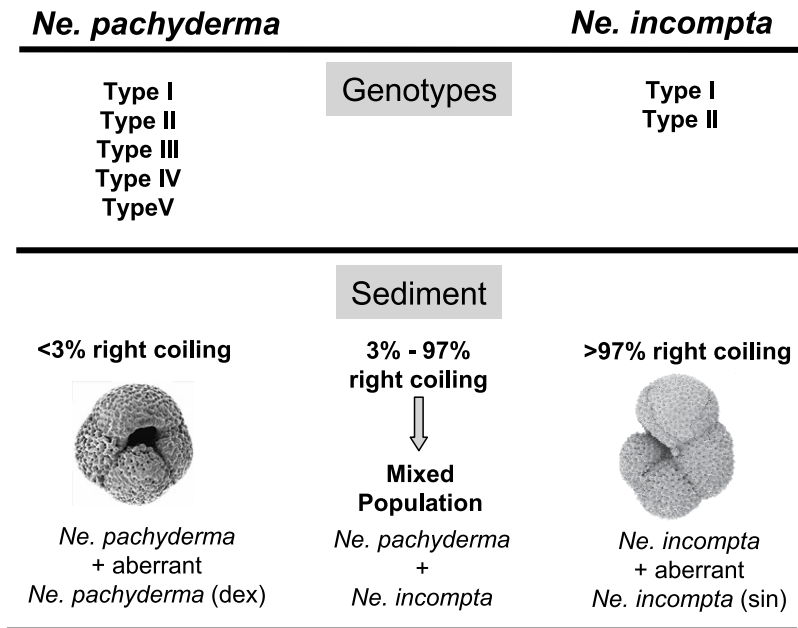 Ne. pachyderma
Ne. incompta
Genotypes
Type I
Type II
Type III
Type IV
TypeV
Type I
Type II
Sediment
<3% right coiling
3% - 97%
right coiling
>97% right coiling
Mixed
Population
Ne. pachyderma
+ aberrant
Ne. pachyderma (dex)
Ne. pachyderma
+
Ne. incompta
Ne. incompta
+ aberrant
Ne. incompta (sin)